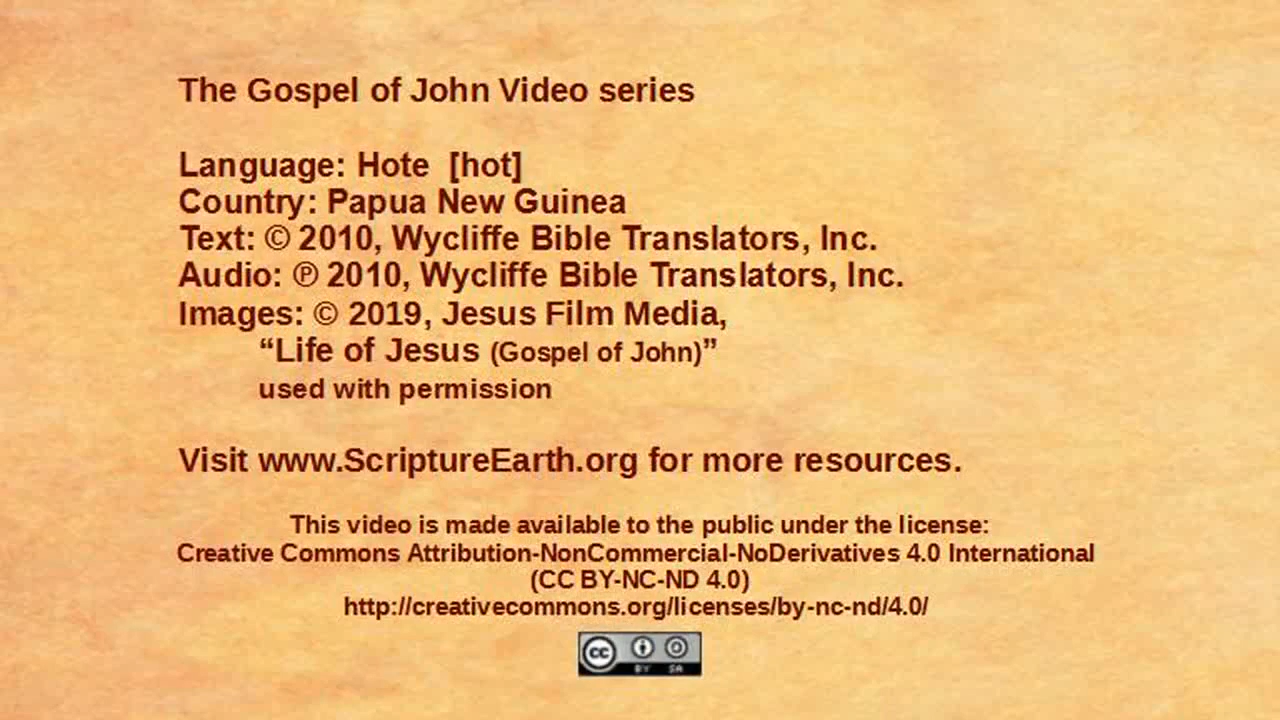 The Gospel of John Video series
Language: Hote [hot]
Country: Papua New Guinea
Text: © 2010, Wycliffe Bible Translators, Inc.
Audio: ℗ 2010, Wycliffe Bible Translators, Inc.
Images: © 2019, Jesus Film Media,
“Life of Jesus (Gospel of John)”
used with permission
Visit www.ScriptureEarth.org for more resources.
This video is made available to the public under the license:
Creative Commons Attribution-NonCommercial-NoDerivatives 4.0 International
(CC BY-NC-ND 4.0)
http://creativecommons.org/licenses/by-nc-nd/4.0/
cc BY SA